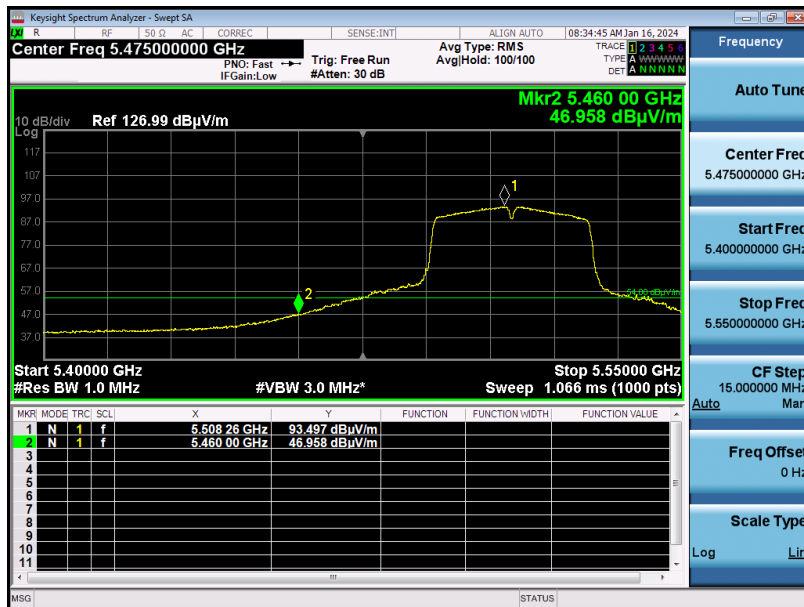 Keysight Spectrum Analyzer - Swept SA
LXI R RF 50 Ω AC CORREC SENSE:INT ALIGN AUTO 08:34:45 AM Jan 16, 2024
Center Freq 5.475000000 GHz
PNO: Fast
IFGain:Low
Trig: Free Run
#Atten: 30 dB
Avg Type: RMS
Avg|Hold: 100/100
TRACE 1 2 3 4 5 6
TYPE A WWWWW
DET A N N N N N
Mkr2 5.460 00 GHz
46.958 dBµV/m
10 dB/div Ref 126.99 dBµV/m
Log
117
107
97.0
87.0
77.0
67.0
57.0
47.0
37.0
1
2
54.00 dBµV/m
Start 5.40000 GHz Stop 5.55000 GHz
#Res BW 1.0 MHz #VBW 3.0 MHz* Sweep 1.066 ms (1000 pts)
MKR MODE TRC SCL X Y FUNCTION FUNCTION WIDTH FUNCTION VALUE
1 N 1 f 5.508 26 GHz 93.497 dBµV/m
2 N 1 f 5.460 00 GHz 46.958 dBµV/m
3
4
5
6
7
8
9
10
11
MSG STATUS
Frequency
Auto Tune
Center Freq
5.475000000 GHz
Start Freq
5.400000000 GHz
Stop Freq
5.550000000 GHz
CF Step
15.000000 MHz
Auto Man
Freq Offset
0 Hz
Scale Type
Log Lin